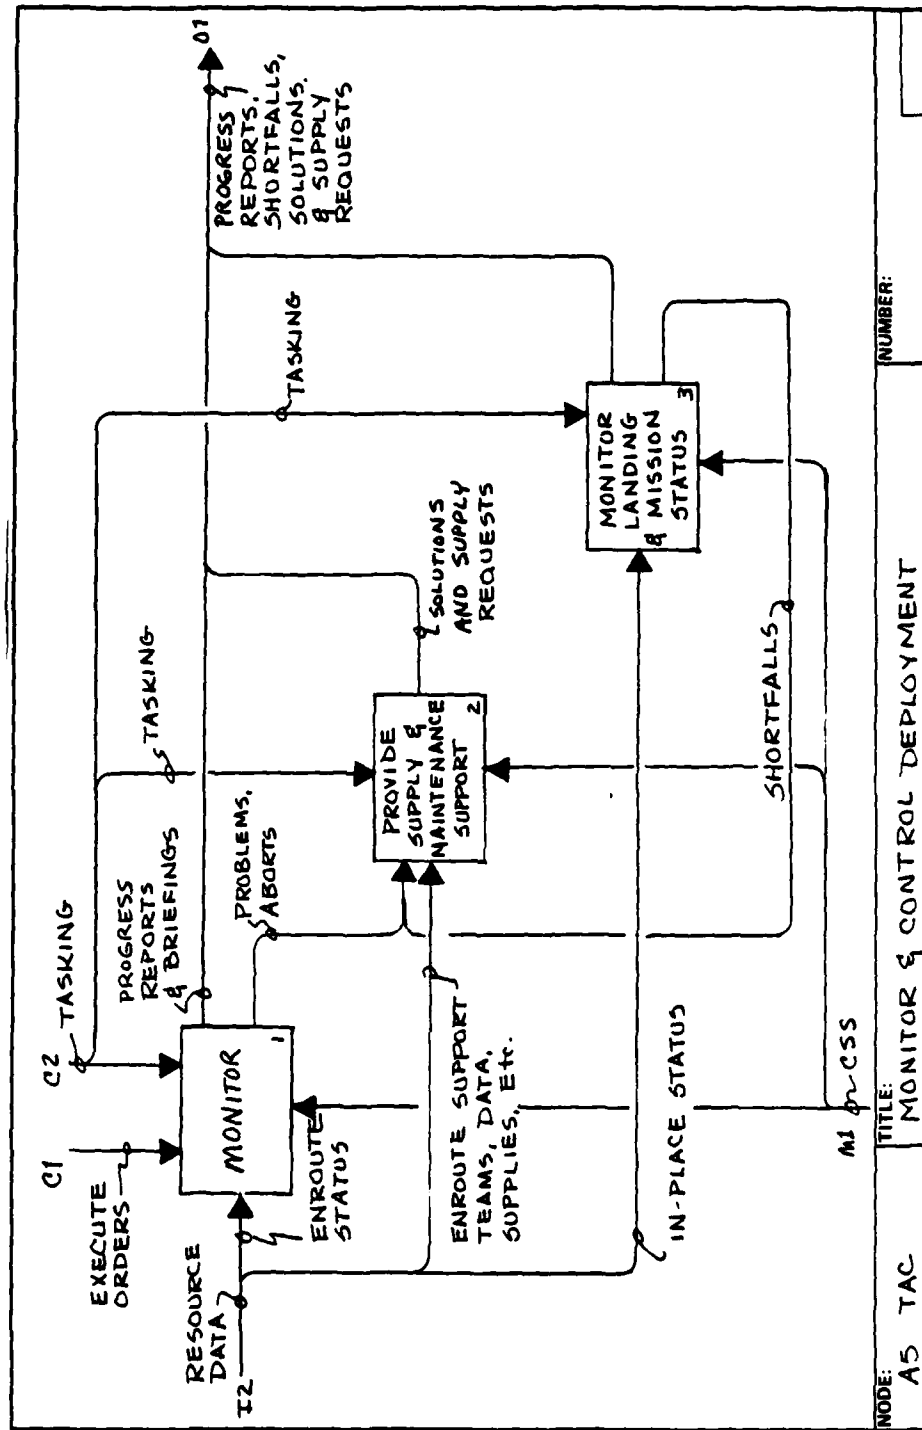 C1
C2
TASKING
EXECUTE
ORDERS
PROGRESS
REPORTS
& BRIEFINGS
TASKING
TASKING
O1
PROGRESS
REPORTS,
SHORTFALLS,
SOLUTIONS.
& SUPPLY
REQUESTS
RESOURCE
DATA
I2
MONITOR
1
ENROUTE
STATUS
PROBLEMS,
ABORTS
PROVIDE
SUPPLY &
MAINTENANCE
SUPPORT
2
SOLUTIONS
AND SUPPLY
REQUESTS
ENROUTE SUPPORT
TEAMS, DATA,
SUPPLIES, Etc.
MONITOR
LANDING
& MISSION
STATUS
3
IN-PLACE STATUS
SHORTFALLS
M1
CSS
NODE:
A5 TAC
TITLE:
MONITOR & CONTROL DEPLOYMENT
NUMBER: